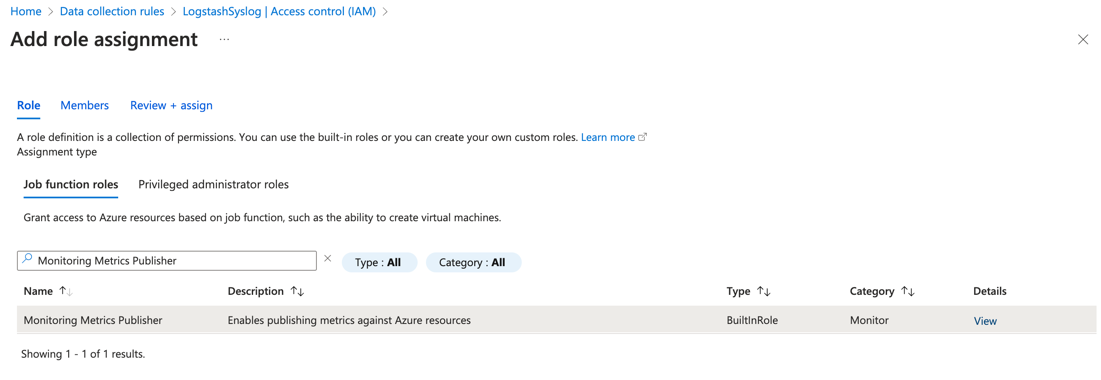 Home > Data collection rules > LogstashSyslog | Access control (IAM) >
Add role assignment ...
Role Members Review + assign
A role definition is a collection of permissions. You can use the built-in roles or you can create your own custom roles. Learn more
Assignment type
Job function roles Privileged administrator roles
Grant access to Azure resources based on job function, such as the ability to create virtual machines.
Monitoring Metrics Publisher Type : All Category : All
Name ↑↓ Description ↑↓ Type ↑↓ Category ↑↓ Details
Monitoring Metrics Publisher Enables publishing metrics against Azure resources BuiltInRole Monitor View
Showing 1 - 1 of 1 results.